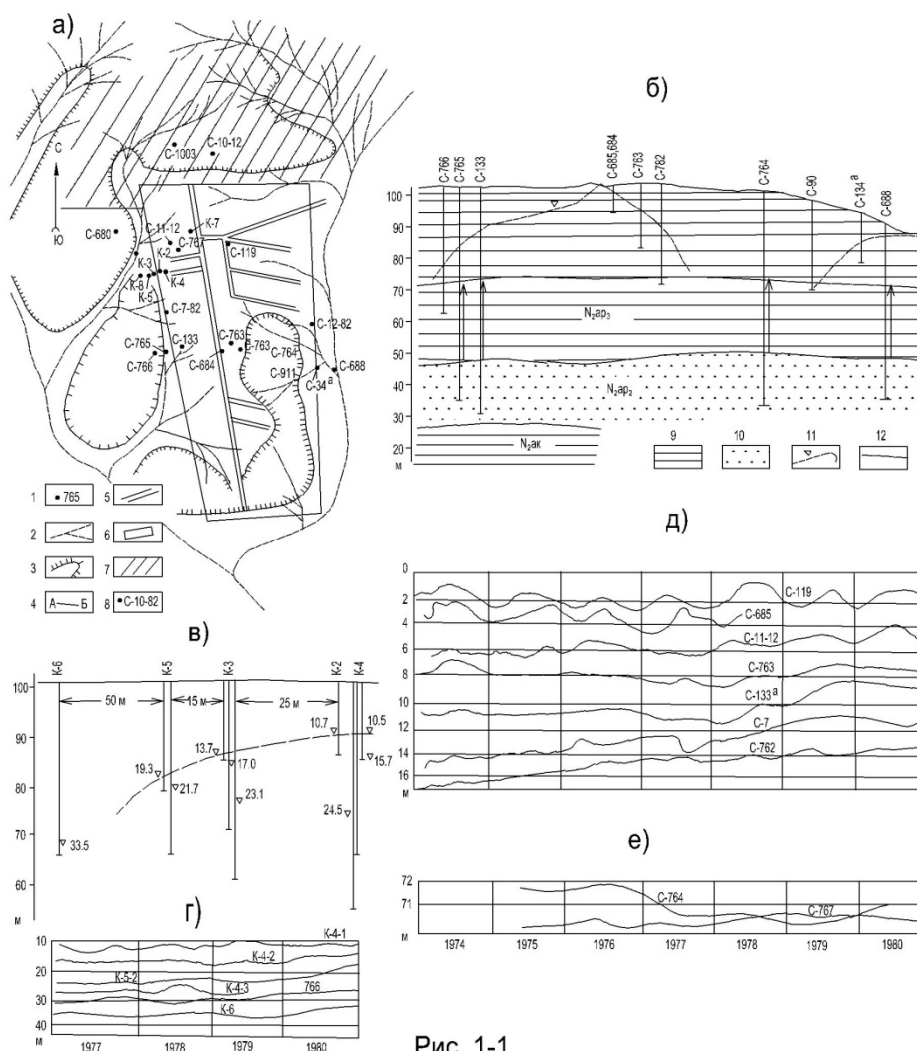 а)
С
Ю
С-1003
С-10-12
С-680
С-11-12
С-767
К-7
К-2
К-3
С-119
К-8
К-4
К-5
С-7-82
С-12-82
С-765
С-133
С-763
С-763
С-764
С-688
С-766
С-684
С-911
С-34 а
1
765
5
2
6
3
7
4
А
Б
8
С-10-82
б)
С-766
С-765
С-133
С-685,684
С-763
С-782
С-764
С-90
С-134 а
С-688
100
90
80
70
60
50
40
30
20
м
N₂ap₃
N₂ap₂
N₂ак
9
10
11
12
в)
К-6
К-5
К-3
К-2
К-4
100
90
80
70
60
м
50 м
15 м
25 м
10.7
10.5
13.7
15.7
17.0
19.3
21.7
23.1
24.5
33.5
г)
10
20
30
40
м
К-4-1
К-4-2
К-5-2
К-4-3
766
К-6
1977
1978
1979
1980
д)
0
2
4
6
8
10
12
14
16
м
С-119
С-685
С-11-12
С-763
С-133 а
С-7
С-762
е)
72
71
м
С-764
С-767
1974
1975
1976
1977
1978
1979
1980
Рис. 1-1